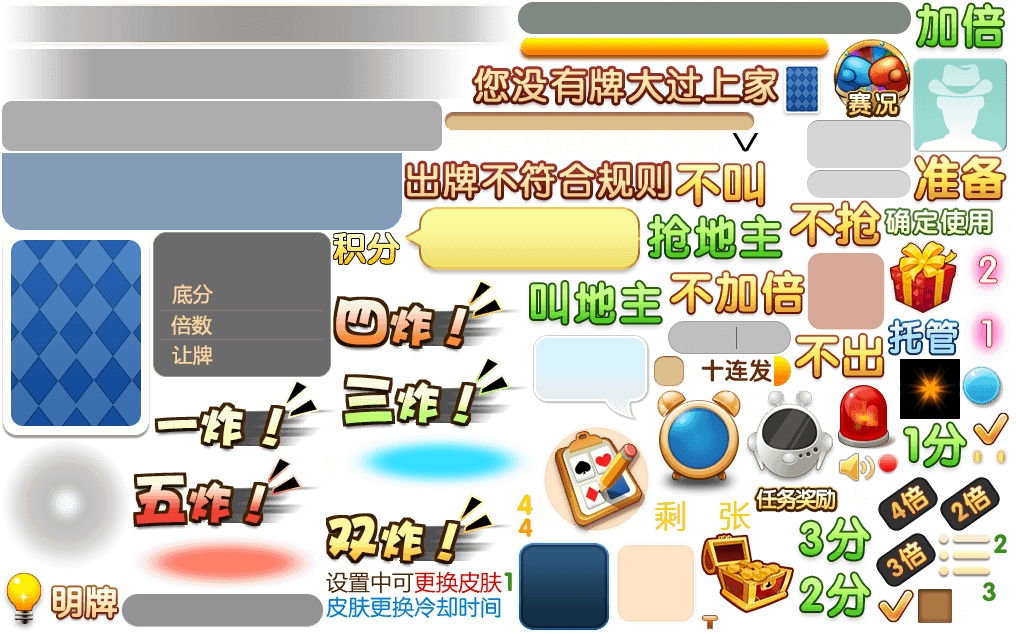 加倍
您没有牌大过上家
赛况
出牌不符合规则
不叫
准备
积分
抢地主
不抢
确定使用
底分
倍数
让牌
四炸！
叫地主
不加倍
2
托管
1
一炸！
三炸！
十连发
不出
1分
五炸！
双炸！
4
4
剩 张
任务奖励
4倍
2倍
3分
3倍
2
设置中可更换皮肤1
皮肤更换冷却时间
明牌
2分
3